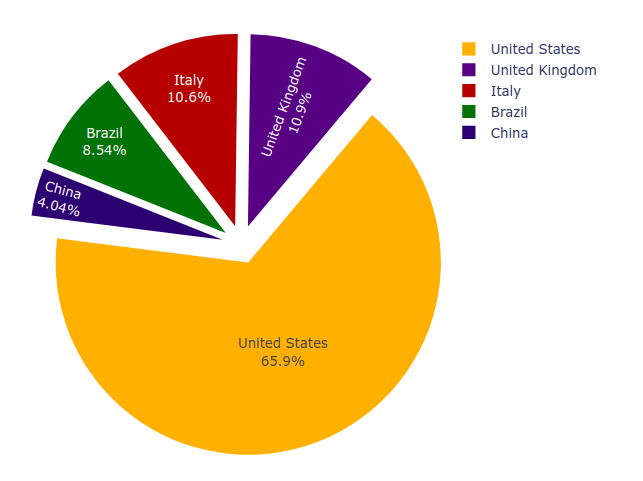 United States
65.9%
United Kingdom
10.9%
Italy
10.6%
Brazil
8.54%
China
4.04%
United States
United Kingdom
Italy
Brazil
China